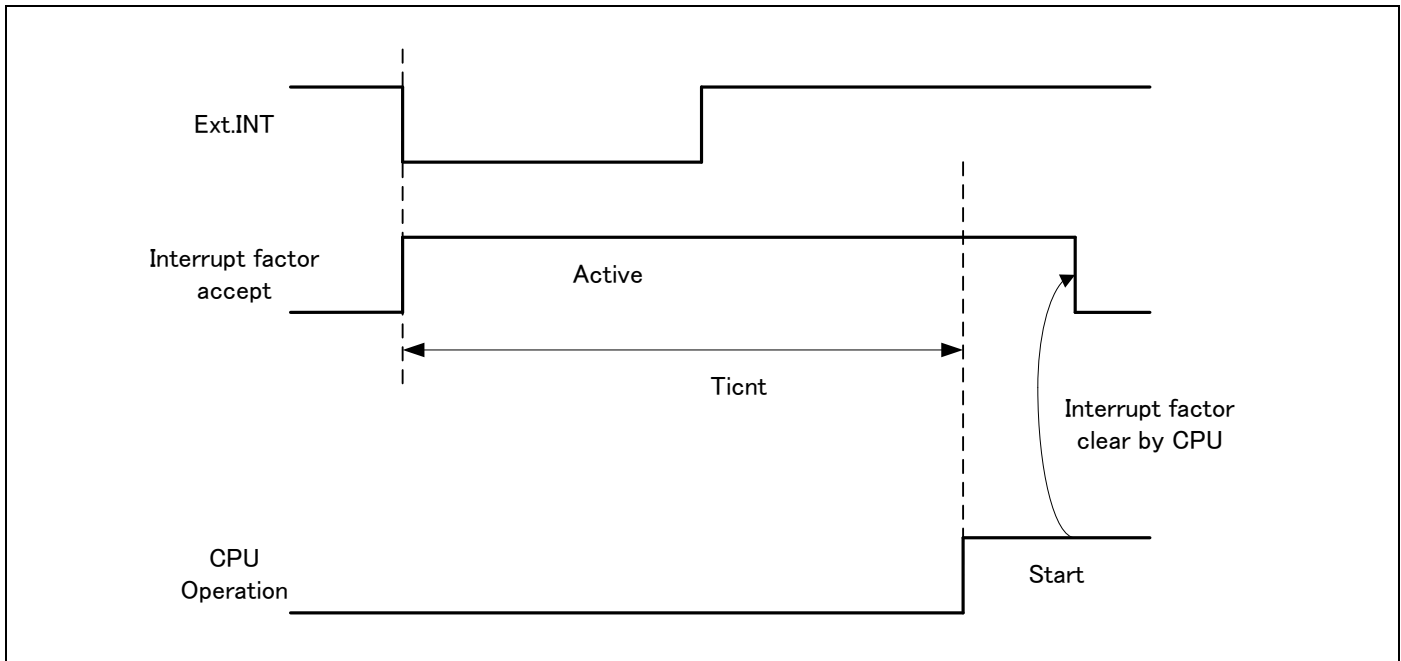 Ext.INT
Interrupt factor
accept
Active
Ticnt
Interrupt factor
clear by CPU
CPU
Operation
Start